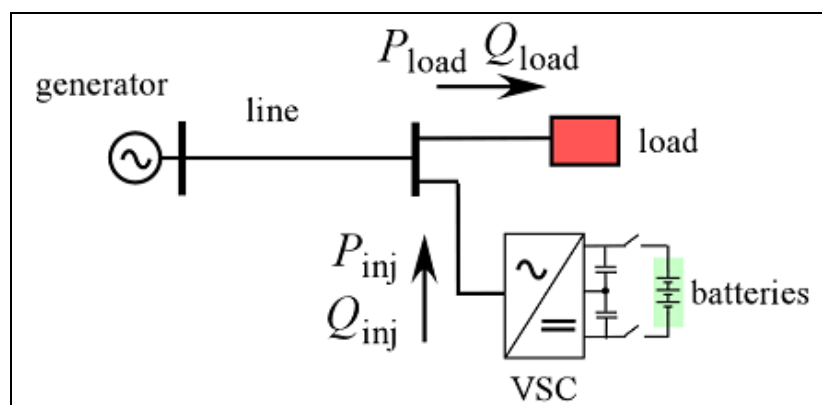 P_load Q_load
generator
line
load
P_inj
Q_inj
batteries
VSC